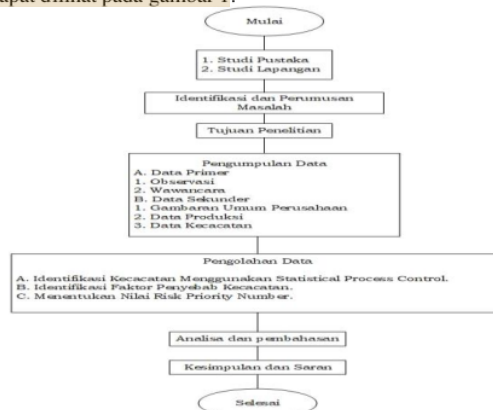 dapat dilihat pada gambar 1.
Mulai
1. Studi Pustaka
2. Studi Lapangan
Identifikasi dan Perumusan
Masalah
Tujuan Penelitian
Pengumpulan Data
A. Data Primer
1. Observasi
2. Wawancara
B. Data Sekunder
1. Gambaran Umum Perusahaan
2. Data Produksi
3. Data Kecacatan
Pengolahan Data
A. Identifikasi Kecacatan Menggunakan Statistical Process Control.
B. Identifikasi Faktor Penyebab Kecacatan.
C. Menentukan Nilai Risk Priority Number.
Analisa dan pembahasan
Kesimpulan dan Saran
Selesai